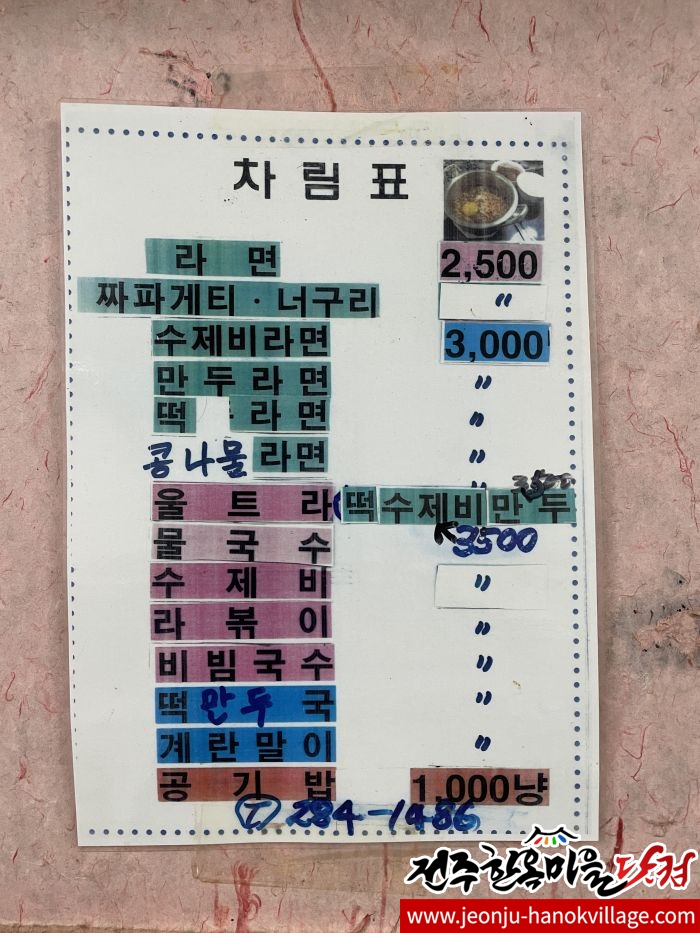 차림표
라면 2,500
짜파게티·너구리 〃
수제비라면 3,000
만두라면 〃
떡 라면 〃
콩나물라면 〃
울트라(떡수제비만두 3500
물국수 3500
수제비 〃
라볶이 〃
비빔국수 〃
떡만두국 〃
계란말이 〃
공기밥 1,000냥
T 284-1486
전주한옥마을닷컴
www.jeonju-hanokvillage.com